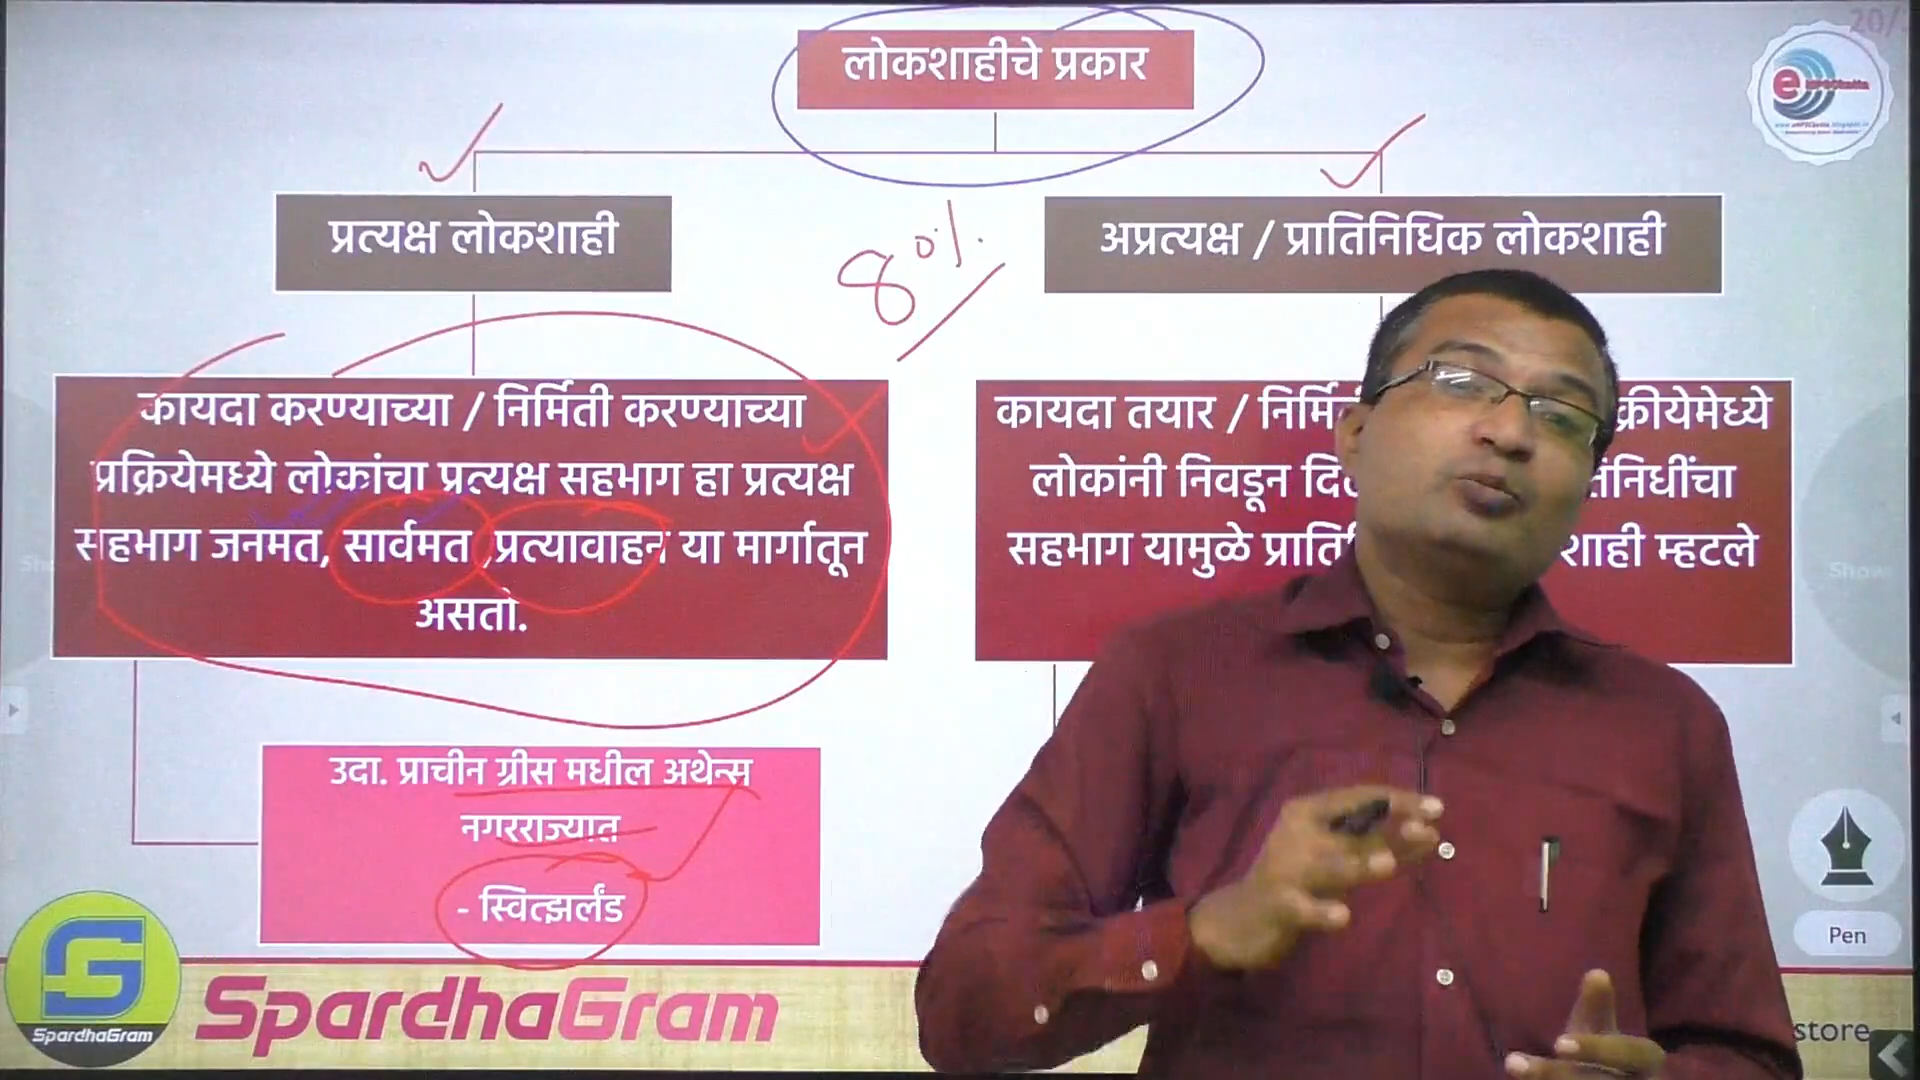 20/
लोकशाहीचे प्रकार
प्रत्यक्ष लोकशाही
80%.
अप्रत्यक्ष / प्रातिनिधिक लोकशाही
कायदा करण्याच्या / निर्मिती करण्याच्या
प्रक्रियेमध्ये लोकांचा प्रत्यक्ष सहभाग हा प्रत्यक्ष
सहभाग जनमत, सार्वमत ,प्रत्यावाहन या मार्गातून
असतो.
कायदा तयार / क्रीयेमेध्ये
लोकांनी निवडून
सहभाग यामुळे म्हटले
उदा. प्राचीन ग्रीस मधील अथेन्स
नगरराज्यात
- स्वित्झर्लंड
Pen
SpardhaGram
SpardhaGram
store